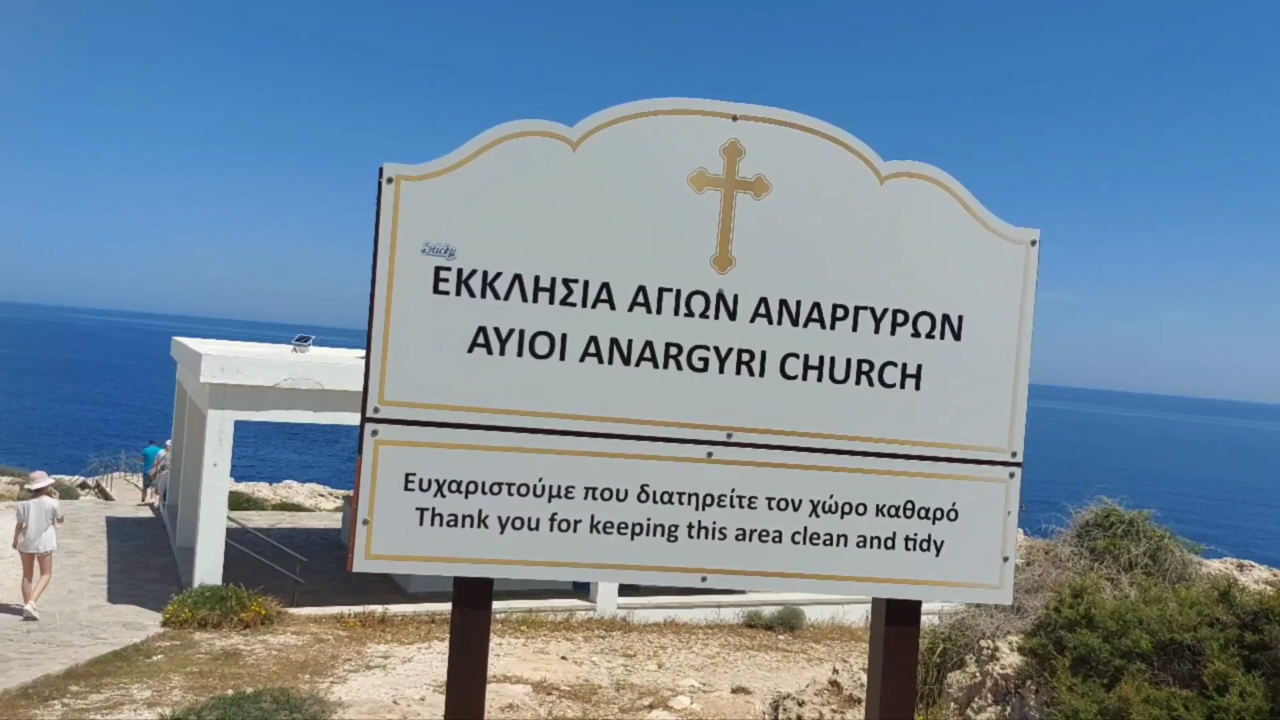 Sticky
ΕΚΚΛΗΣΙΑ ΑΓΙΩΝ ΑΝΑΡΓΥΡΩΝ
AYIOI ANARGYRI CHURCH
Ευχαριστούμε που διατηρείτε τον χώρο καθαρό
Thank you for keeping this area clean and tidy